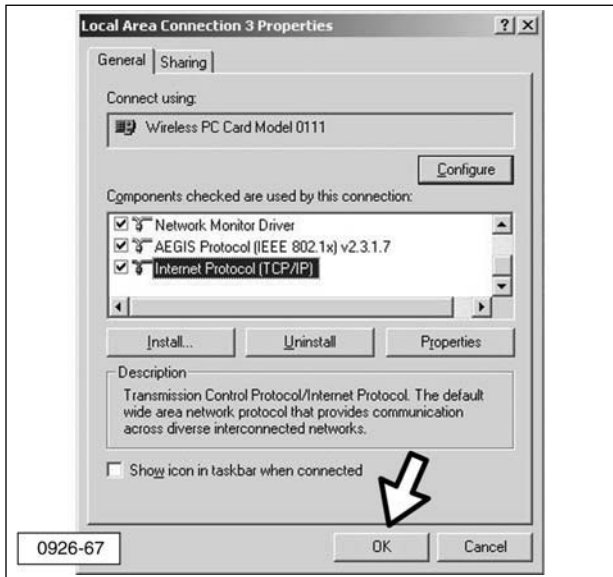 Local Area Connection 3 Properties
General Sharing
Connect using:
Wireless PC Card Model 0111
Configure
Components checked are used by this connection:
Network Monitor Driver
AEGIS Protocol (IEEE 802.1x) v2.3.1.7
Internet Protocol (TCP/IP)
Install... Uninstall Properties
Description
Transmission Control Protocol/Internet Protocol. The default
wide area network protocol that provides communication
across diverse interconnected networks.
Show icon in taskbar when connected
0926-67
OK Cancel